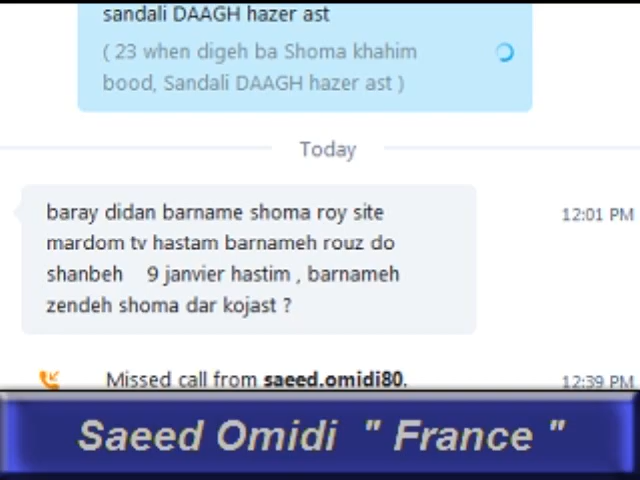 sandali DAAGH hazer ast
( 23 when digeh ba Shoma khahim
bood, Sandali DAAGH hazer ast )
Today
baray didan barname shoma roy site
mardom tv hastam barnameh rouz do
shanbeh 9 janvier hastim , barnameh
zendeh shoma dar kojast ?
12:01 PM
Missed call from saeed.omidi80.
12:39 PM
Saeed Omidi " France "